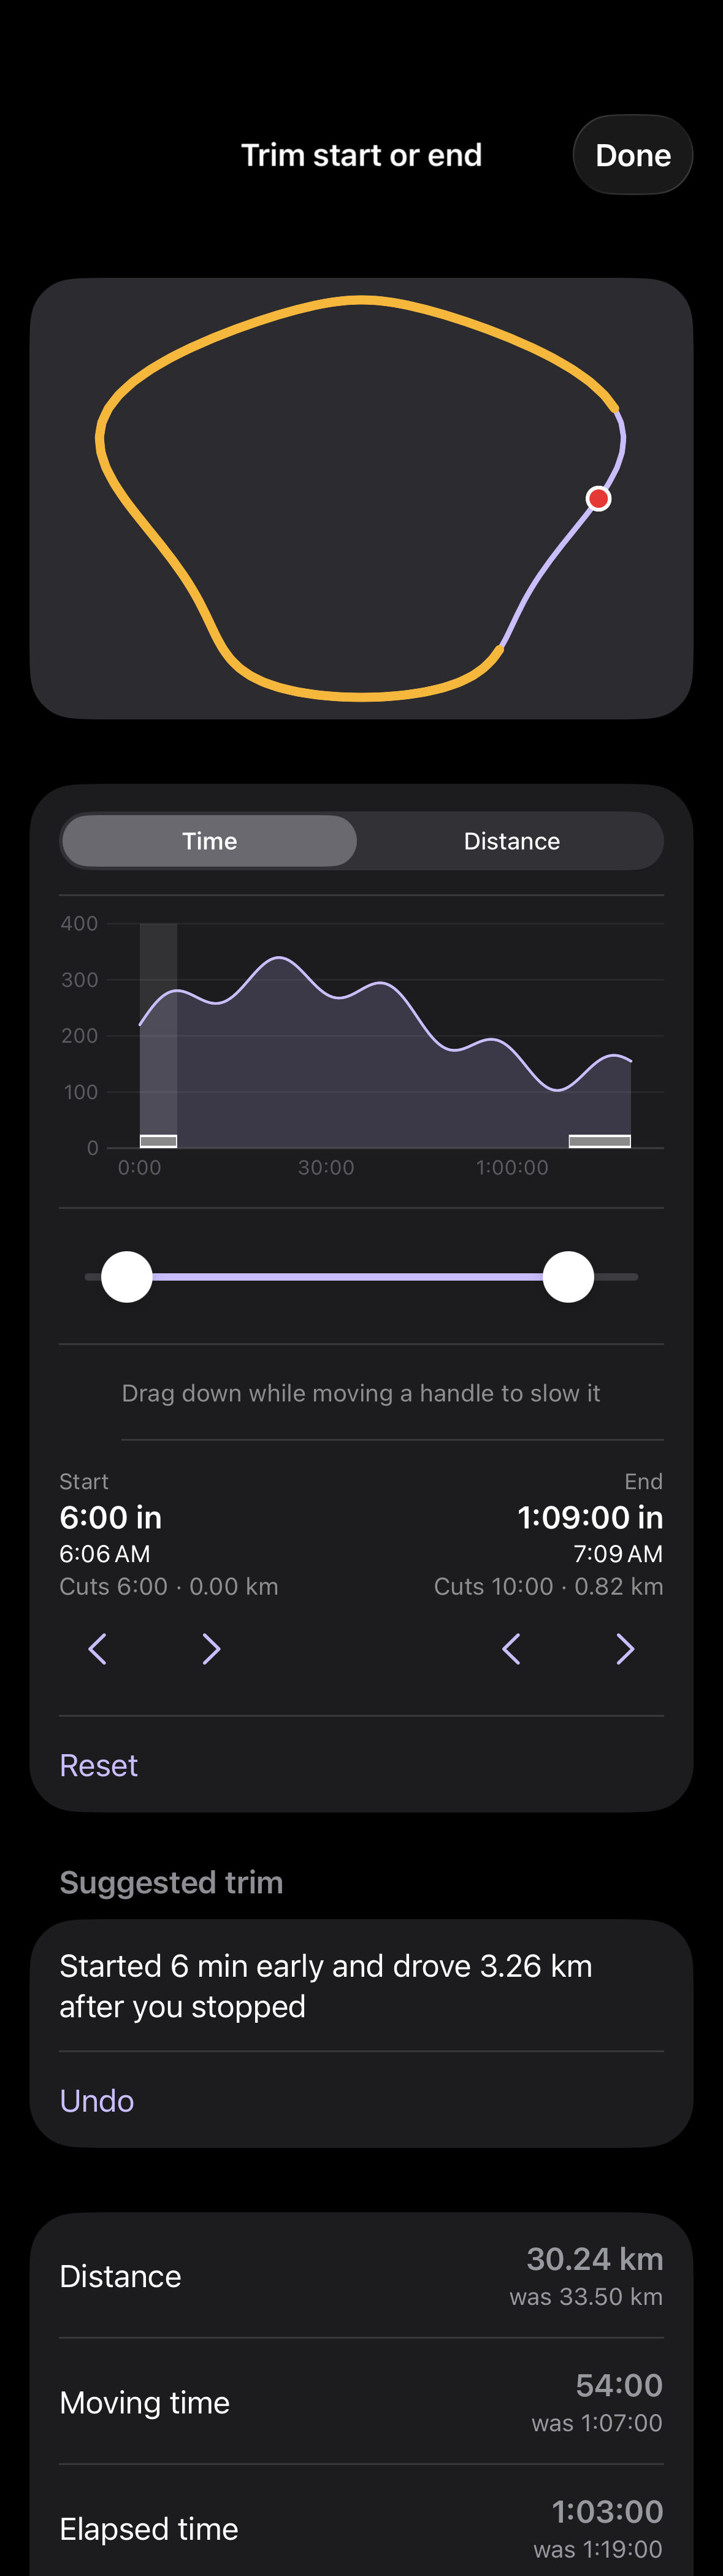 Trim start or end
Done
Time
Distance
400
300
200
100
0
0:00
30:00
1:00:00
Drag down while moving a handle to slow it
Start
End
6:00 in
1:09:00 in
6:06 AM
7:09 AM
Cuts 6:00 · 0.00 km
Cuts 10:00 · 0.82 km
Reset
Suggested trim
Started 6 min early and drove 3.26 km
after you stopped
Undo
Distance
30.24 km
was 33.50 km
Moving time
54:00
was 1:07:00
Elapsed time
1:03:00
was 1:19:00